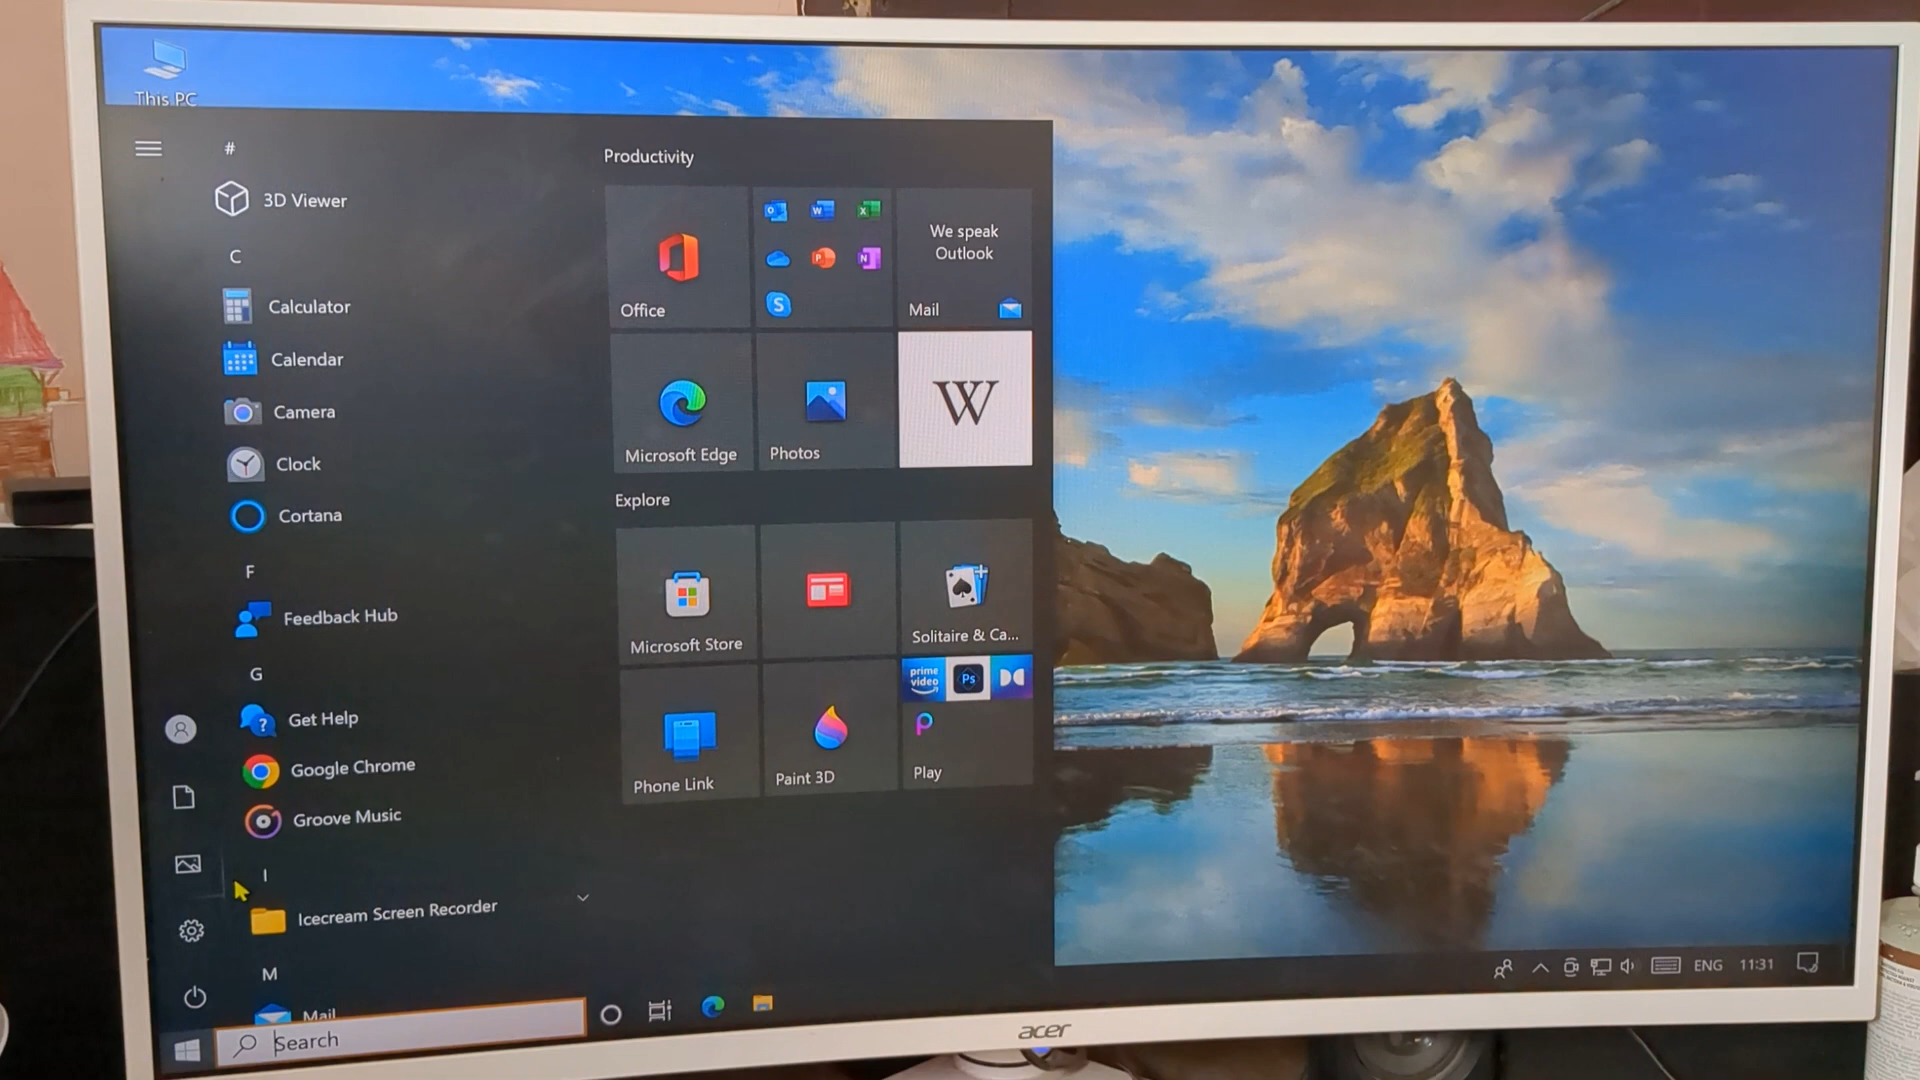 This PC
#
3D Viewer
C
Calculator
Calendar
Camera
Clock
Cortana
F
Feedback Hub
G
Get Help
Google Chrome
Groove Music
I
Icecream Screen Recorder
M
Mail
Search
Productivity
Office
We speak
Outlook
Mail
Microsoft Edge
Photos
W
Explore
Microsoft Store
Solitaire & Ca...
Phone Link
Paint 3D
prime
video
Ps
Play
ENG
11:31
acer